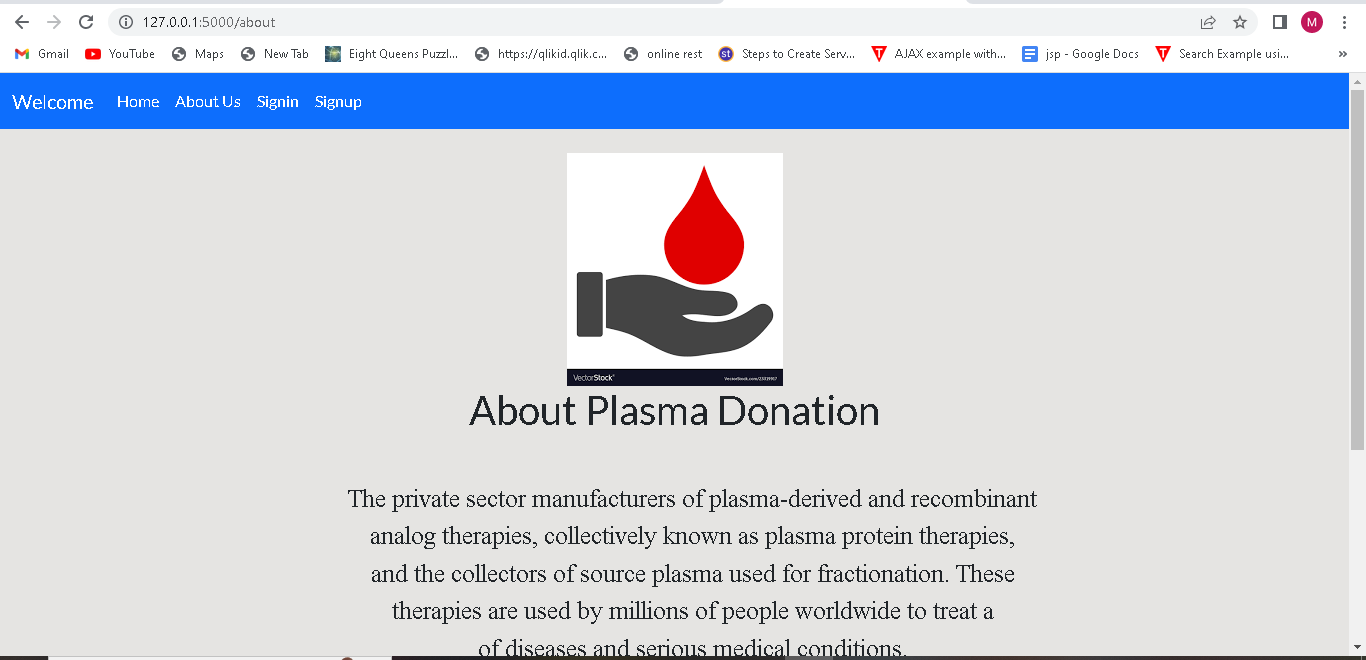 127.0.0.1:5000/about
M
Gmail YouTube Maps New Tab Eight Queens Puzzl... https://qlikid.qlik.c... online rest st Steps to Create Serv... T AJAX example with... jsp - Google Docs T Search Example usi... »
Welcome Home About Us Signin Signup
VectorStock® VectorStock.com/23019917
About Plasma Donation
The private sector manufacturers of plasma-derived and recombinant
analog therapies, collectively known as plasma protein therapies,
and the collectors of source plasma used for fractionation. These
therapies are used by millions of people worldwide to treat a
of diseases and serious medical conditions.